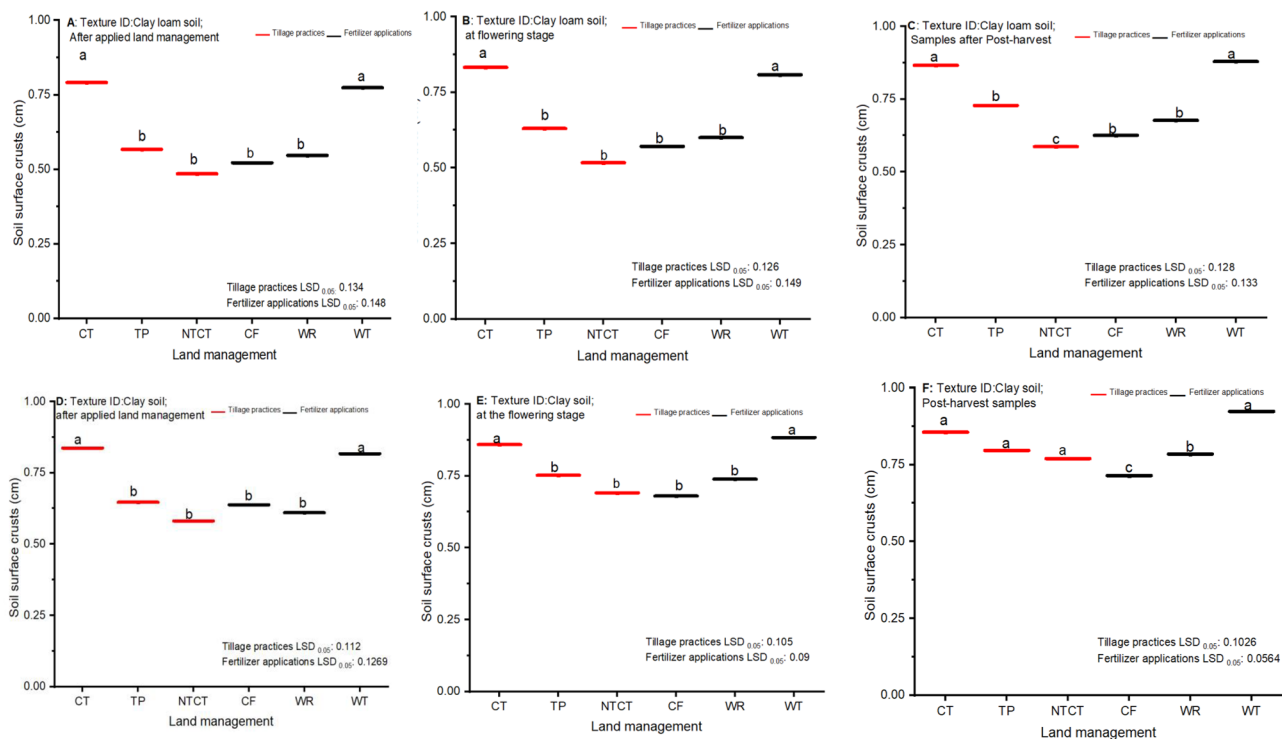 A: Texture ID:Clay loam soil;
After applied land management
Tillage practices
Fertilizer applications
Soil surface crusts (cm)
1.00
0.75
0.50
0.25
0.00
a
b
b
b
b
a
Tillage practices LSD 0.05: 0.134
Fertilizer applications LSD 0.05: 0.148
CT TP NTCT CF WR WT
Land management
B: Texture ID:Clay loam soil;
at flowering stage
Tillage practices
Fertilizer applications
1.00
0.75
0.50
0.25
0.00
a
b
b
b
b
a
Tillage practices LSD 0.05: 0.126
Fertilizer applications LSD 0.05: 0.149
CT TP NTCT CF WR WT
Land management
C: Texture ID:Clay loam soil;
Samples after Post-harvest
Tillage practices
Fertilizer applications
Soil surface crusts (cm)
1.00
0.75
0.50
0.25
0.00
a
b
c
b
b
a
Tillage practices LSD 0.05: 0.128
Fertilizer applications LSD 0.05: 0.133
CT TP NTCT CF WR WT
Land management
D: Texture ID:Clay soil;
after applied land management
Tillage practices
Fertilizer applications
Soil surface crusts (cm)
1.00
0.75
0.50
0.25
0.00
a
b
b
b
b
a
Tillage practices LSD 0.05: 0.112
Fertilizer applications LSD 0.05: 0.1269
CT TP NTCT CF WR WT
Land management
E: Texture ID:Clay soil;
at the flowering stage
Tillage practices
Fertilizer applications
Soil surface crusts (cm)
1.00
0.75
0.50
0.25
0.00
a
b
b
b
b
a
Tillage practices LSD 0.05: 0.105
Fertilizer applications LSD 0.05: 0.09
CT TP NTCT CF WR WT
Land management
F: Texture ID:Clay soil;
Post-harvest samples
Tillage practices
Fertilizer applications
Soil surface crusts (cm)
1.00
0.75
0.50
0.25
0.00
a
a
a
c
b
a
Tillage practices LSD 0.05: 0.1026
Fertilizer applications LSD 0.05: 0.0564
CT TP NTCT CF WR WT
Land management